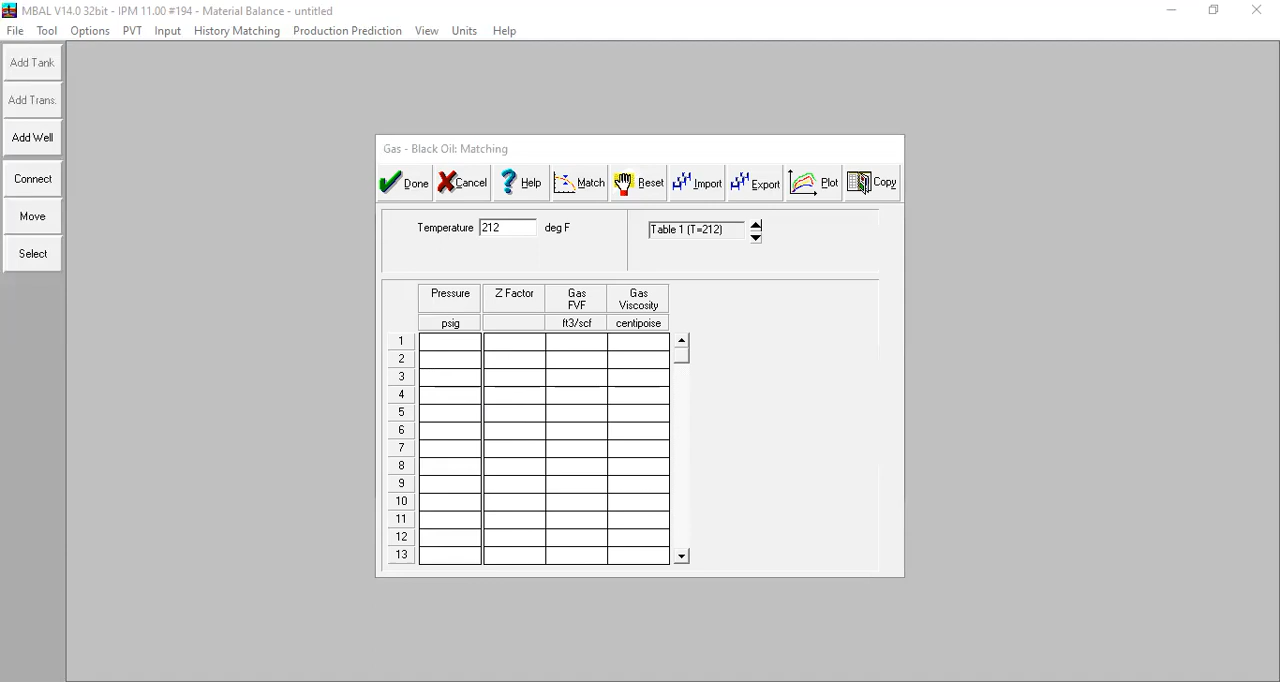 MBAL V14.0 32bit - IPM 11.00 #194 - Material Balance - untitled
File Tool Options PVT Input History Matching Production Prediction View Units Help
Add Tank
Add Trans.
Add Well
Connect
Move
Select
Gas - Black Oil: Matching
Done Cancel Help Match Reset Import Export Plot Copy
Temperature 212 deg F Table 1 (T=212)
Pressure Z Factor Gas FVF Gas Viscosity
psig ft3/scf centipoise
1
2
3
4
5
6
7
8
9
10
11
12
13